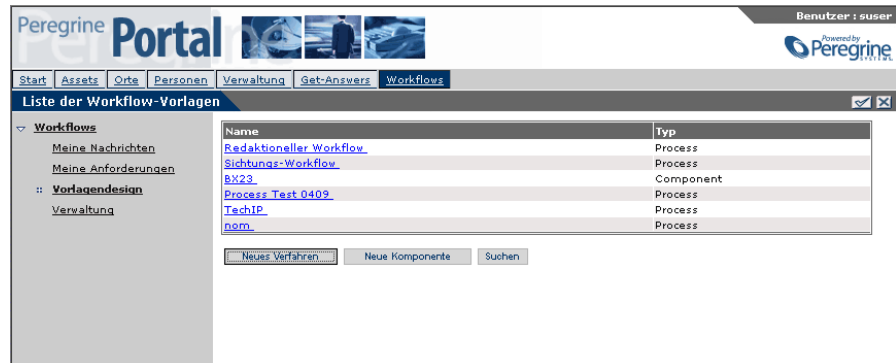 Benutzer : suser
Peregrine Portal
Powered by
Peregrine
SYSTEMS
Start Assets Orte Personen Verwaltung Get-Answers Workflows
Liste der Workflow-Vorlagen
Workflows
Meine Nachrichten
Meine Anforderungen
Vorlagendesign
Verwaltung
Name Typ
Redaktioneller Workflow Process
Sichtungs-Workflow Process
BX23 Component
Process Test 0409 Process
TechIP Process
nom Process
Neues Verfahren Neue Komponente Suchen